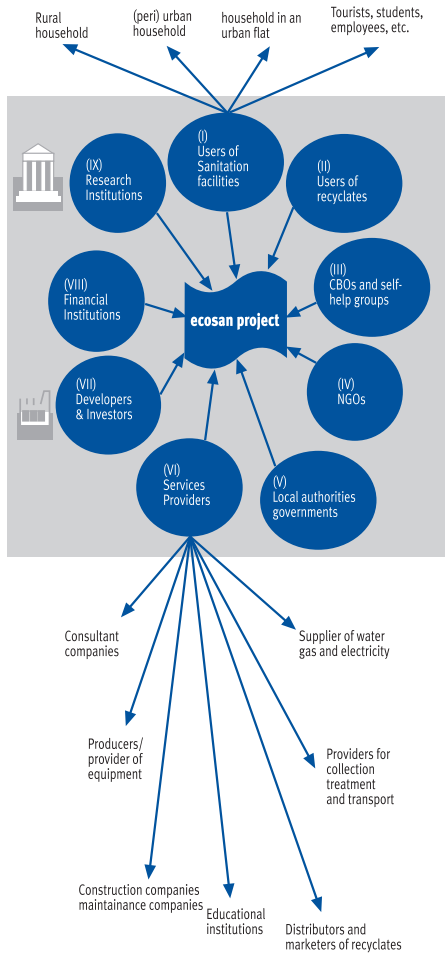 Rural
household
(peri) urban
household
household in an
urban flat
Tourists, students,
employees, etc.
(I)
Users of
Sanitation
facilities
(IX)
Research
Institutions
(II)
Users of
recyclates
(VIII)
Financial
Institutions
(III)
CBOs and self-
help groups
ecosan project
(VII)
Developers
& Investors
(IV)
NGOs
(VI)
Services
Providers
(V)
Local authorities
governments
Consultant
companies
Supplier of water
gas and electricity
Producers/
provider of
equipment
Providers for
collection
treatment
and transport
Construction companies
maintainance companies
Educational
institutions
Distributors and
marketers of recyclates